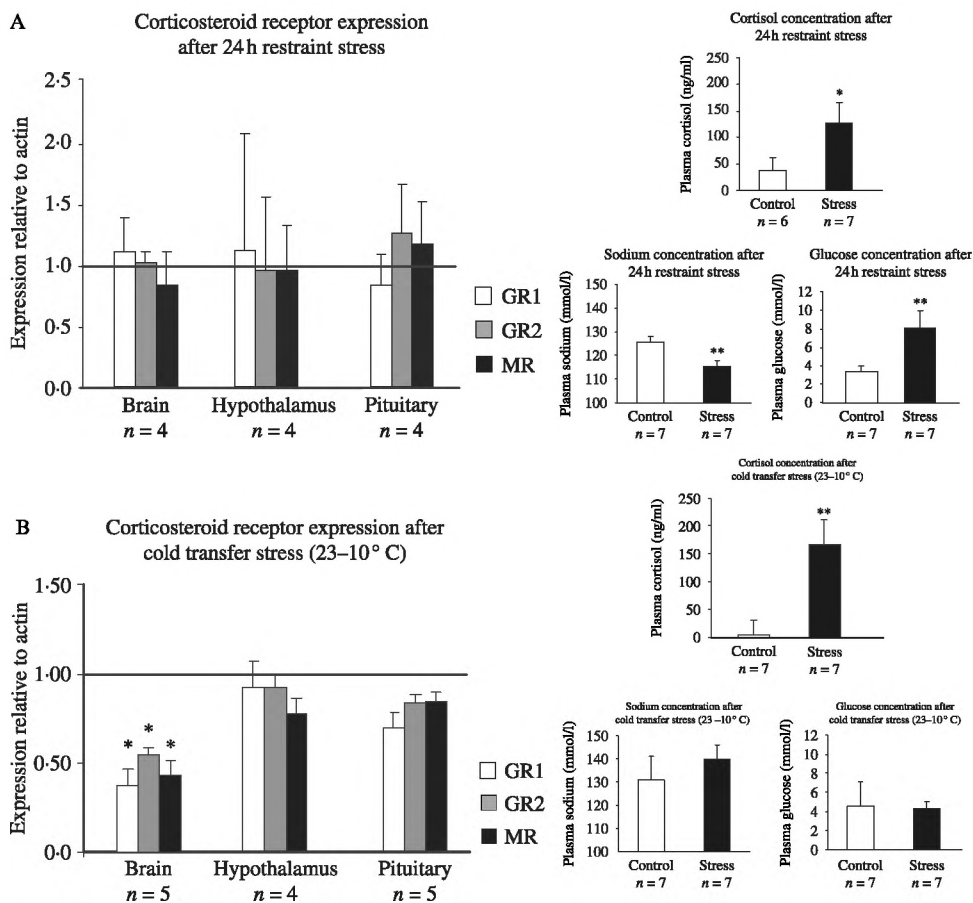 A
Corticosteroid receptor expression
after 24h restraint stress
Expression relative to actin
2·5
2·0
1·5
1·0
0·5
0·0
Brain
n = 4
Hypothalamus
n = 4
Pituitary
n = 4
GR1
GR2
MR
Cortisol concentration after
24h restraint stress
Plasma cortisol (ng/ml)
250
200
150
100
50
0
*
Control
n = 6
Stress
n = 7
Sodium concentration after
24h restraint stress
Plasma sodium (mmol/l)
150
140
130
120
110
100
**
Control
n = 7
Stress
n = 7
Glucose concentration after
24h restraint stress
Plasma glucose (mmol/l)
12
10
8
6
4
2
0
**
Control
n = 7
Stress
n = 7
B
Corticosteroid receptor expression after
cold transfer stress (23–10° C)
Expression relative to actin
1·50
1·00
0·50
0·0
* * *
Brain
n = 5
Hypothalamus
n = 4
Pituitary
n = 5
GR1
GR2
MR
Cortisol concentration after
cold transfer stress (23–10° C)
Plasma cortisol (ng/ml)
250
200
150
100
50
0
**
Control
n = 7
Stress
n = 7
Sodium concentration after
cold transfer stress (23–10° C)
Plasma sodium (mmol/l)
150
140
130
120
110
100
Control
n = 7
Stress
n = 7
Glucose concentration after
cold transfer stress (23–10° C)
Plasma glucose (mmol/l)
12
10
8
6
4
2
0
Control
n = 7
Stress
n = 7